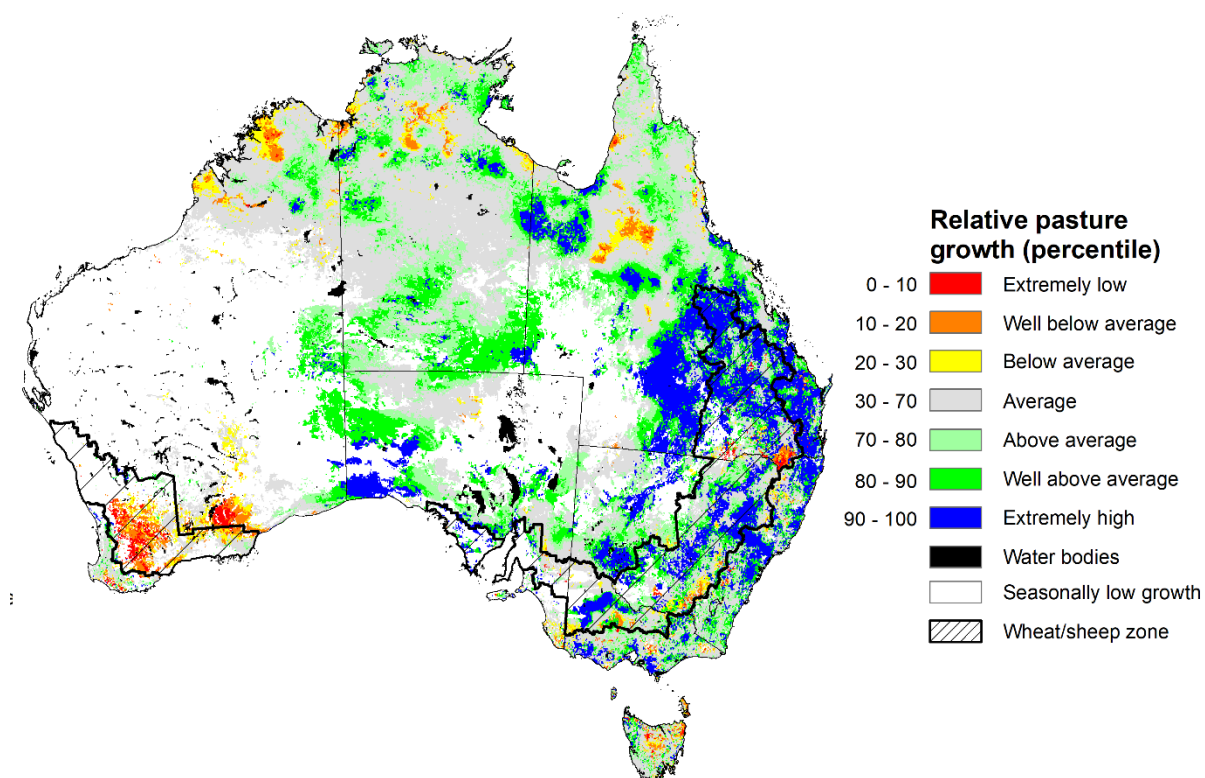 Relative pasture
growth (percentile)
0 - 10 Extremely low
10 - 20 Well below average
20 - 30 Below average
30 - 70 Average
70 - 80 Above average
80 - 90 Well above average
90 - 100 Extremely high
Water bodies
Seasonally low growth
Wheat/sheep zone